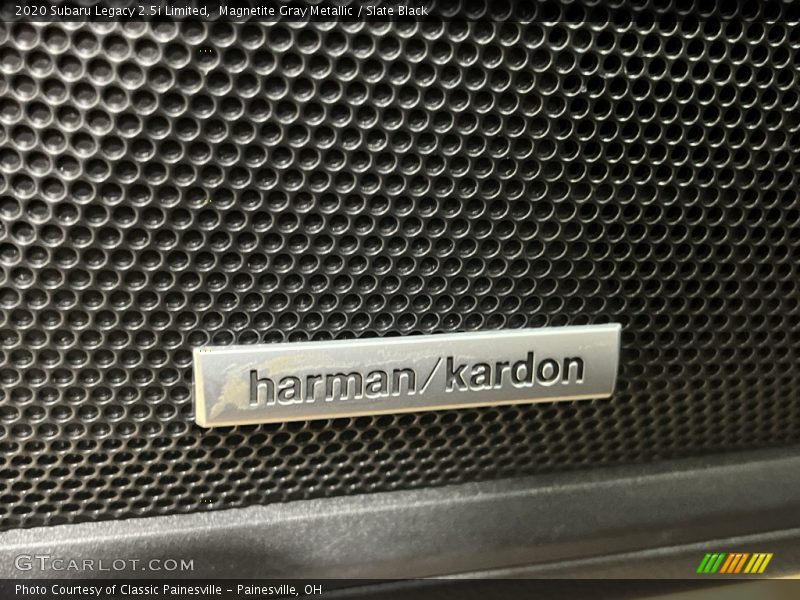 2020 Subaru Legacy 2.5i Limited,  Magnetite Gray Metallic / Slate Black
harman/kardon
GTCARLOT.COM
Photo Courtesy of Classic Painesville - Painesville, OH